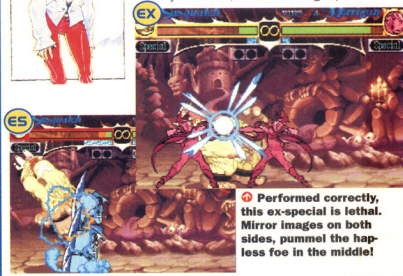 EX
Sasquatch
Morrigan
Special
Special
ES
Sasquatch
Special
Performed correctly,
this ex-special is lethal.
Mirror images on both
sides, pummel the hap-
less foe in the middle!